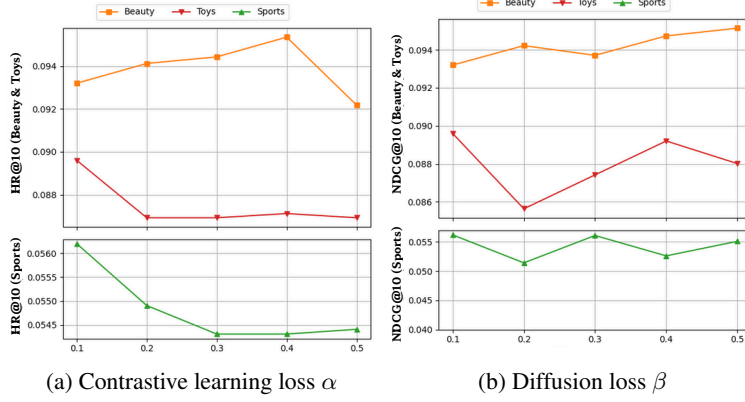 Beauty Toys Sports
HR@10 (Beauty & Toys)
0.094
0.092
0.090
0.088
HR@10 (Sports)
0.0560
0.0555
0.0550
0.0545
0.1 0.2 0.3 0.4 0.5
(a) Contrastive learning loss α
Beauty Toys Sports
NDCG@10 (Beauty & Toys)
0.094
0.092
0.090
0.088
0.086
NDCG@10 (Sports)
0.055
0.050
0.045
0.040
0.1 0.2 0.3 0.4 0.5
(b) Diffusion loss β